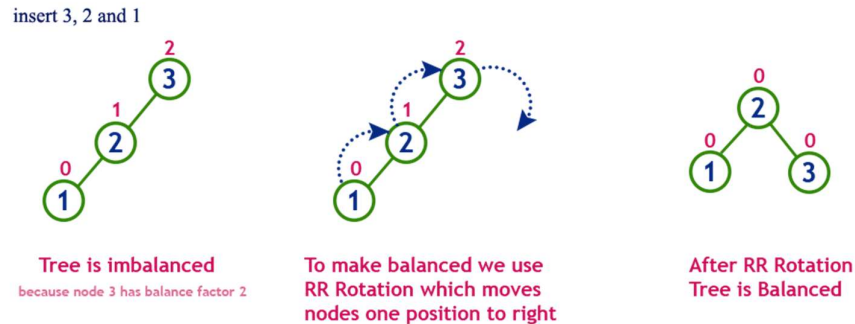 insert 3, 2 and 1
2
3
1
2
0
1
Tree is imbalanced
because node 3 has balance factor 2
2
3
1
2
0
1
To make balanced we use
RR Rotation which moves
nodes one position to right
0
2
0
0
1
3
After RR Rotation
Tree is Balanced